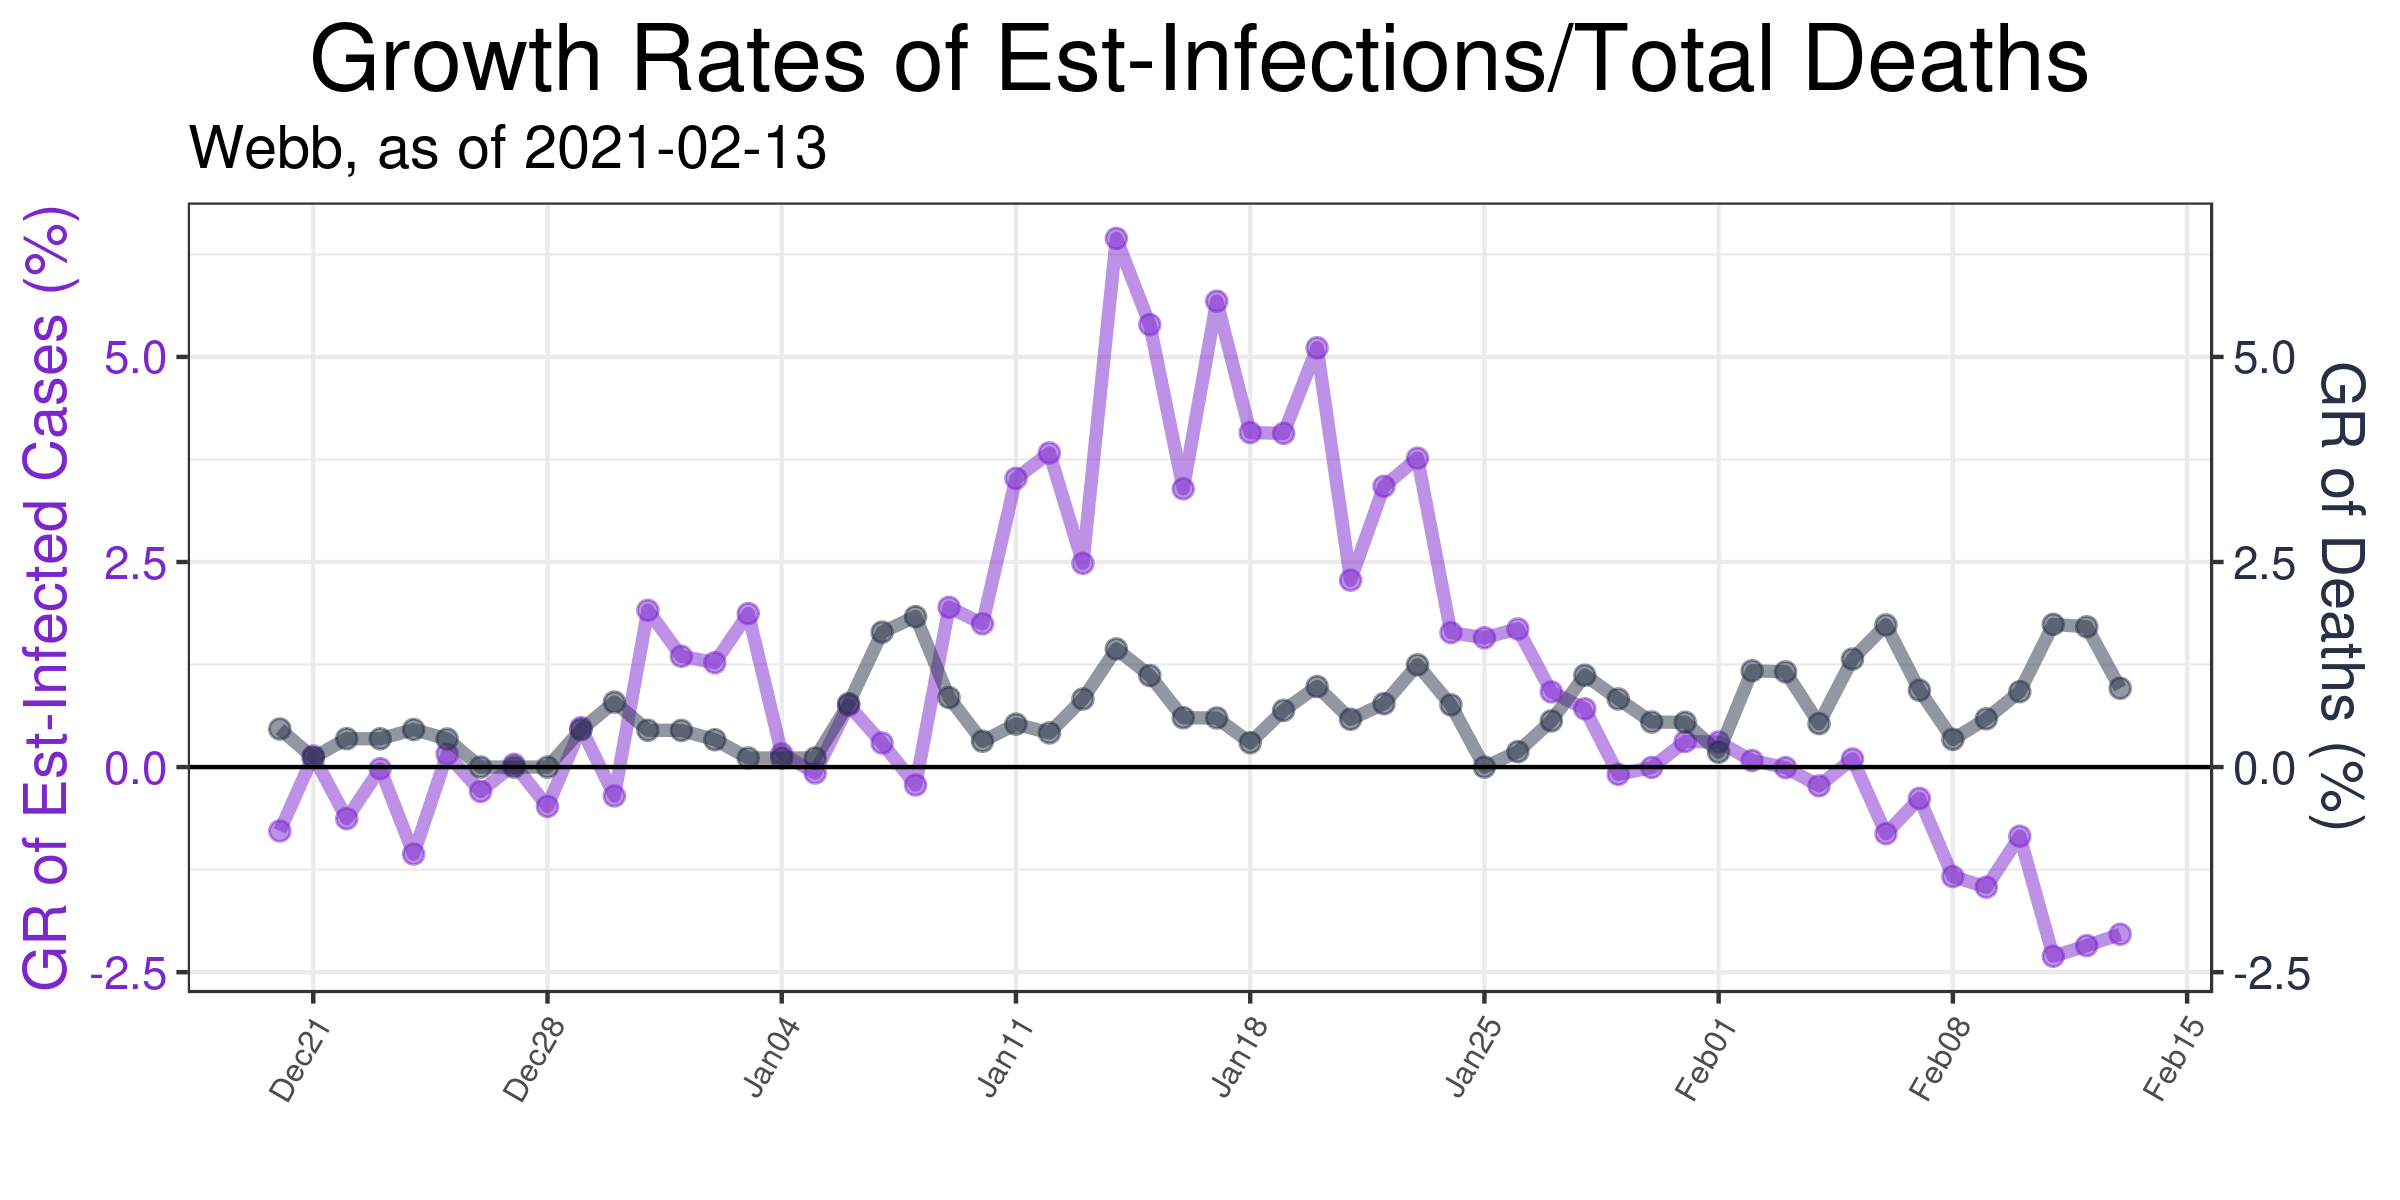 Growth Rates of Est-Infections/Total Deaths
Webb, as of 2021-02-13
GR of Est-Infected Cases (%)
5.0
2.5
0.0
-2.5
5.0
2.5
0.0
-2.5
GR of Deaths (%)
Dec21
Dec28
Jan04
Jan11
Jan18
Jan25
Feb01
Feb08
Feb15